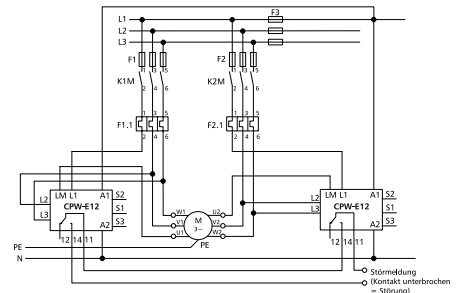 L1
L2
L3
F3
F1
F2
1 3 5
1 3 5
K1M
K2M
2 4 6
2 4 6
1 3 5
1 3 5
F1.1
F2.1
2 4 6
2 4 6
LM L1 A1
CPW-E12
L2
L3
S2
S1
S3
A2
12 14 11
W1
V1
U1
M
3~
U2
V2
W2
PE
LM L1 A1
CPW-E12
L2
L3
S2
S1
S3
A2
12 14 11
PE
N
Störmeldung
(Kontakt unterbrochen
= Störung)